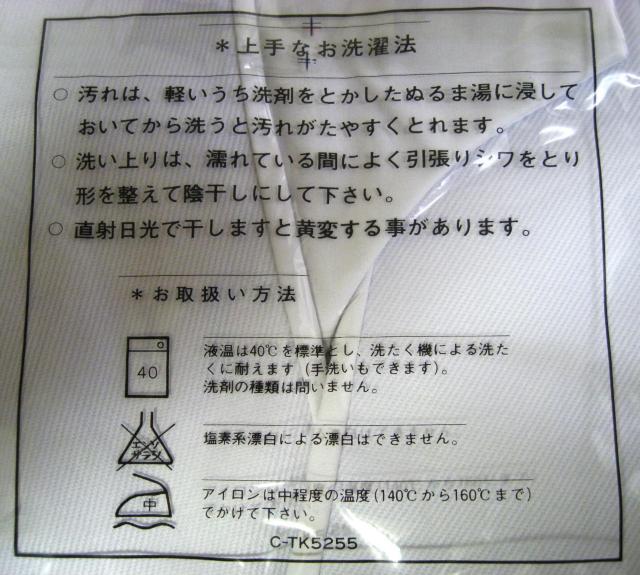 *上手なお洗濯法
○ 汚れは、軽いうち洗剤をとかしたぬるま湯に浸して
おいてから洗うと汚れがたやすくとれます。
○ 洗い上りは、濡れている間によく引張りシワをとり
形を整えて陰干しにして下さい。
○ 直射日光で干しますと黄変する事があります。
*お取扱い方法
40
液温は40℃を標準とし、洗たく機による洗た
くに耐えます(手洗いもできます)。
洗剤の種類は問いません。
エンソ
サラシ
塩素系漂白による漂白はできません。
中
アイロンは中程度の温度(140℃から160℃まで)
でかけて下さい。
C-TK5255